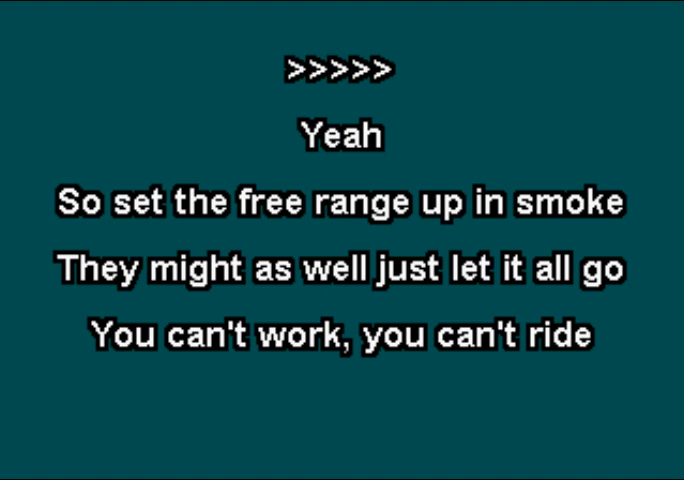 >>>>>
Yeah
So set the free range up in smoke
They might as well just let it all go
You can't work, you can't ride